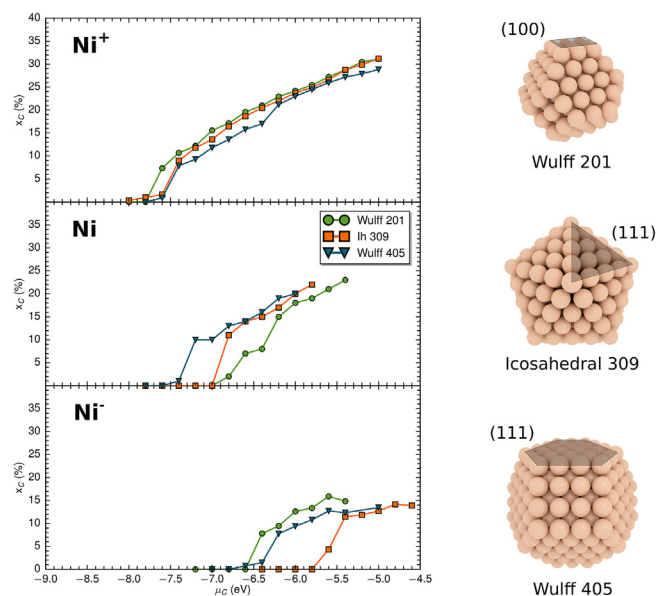 40
35
30
25
20
15
10
5
x_C (%)
Ni⁺
35
30
25
20
15
10
5
x_C (%)
Ni
Wulff 201
Ih 309
Wulff 405
35
30
25
20
15
10
5
0
x_C (%)
Ni⁻
−9.0 −8.5 −8.0 −7.5 −7.0 −6.5 −6.0 −5.5 −5.0 −4.5
μ_C (eV)
(100)
Wulff 201
(111)
Icosahedral 309
(111)
Wulff 405